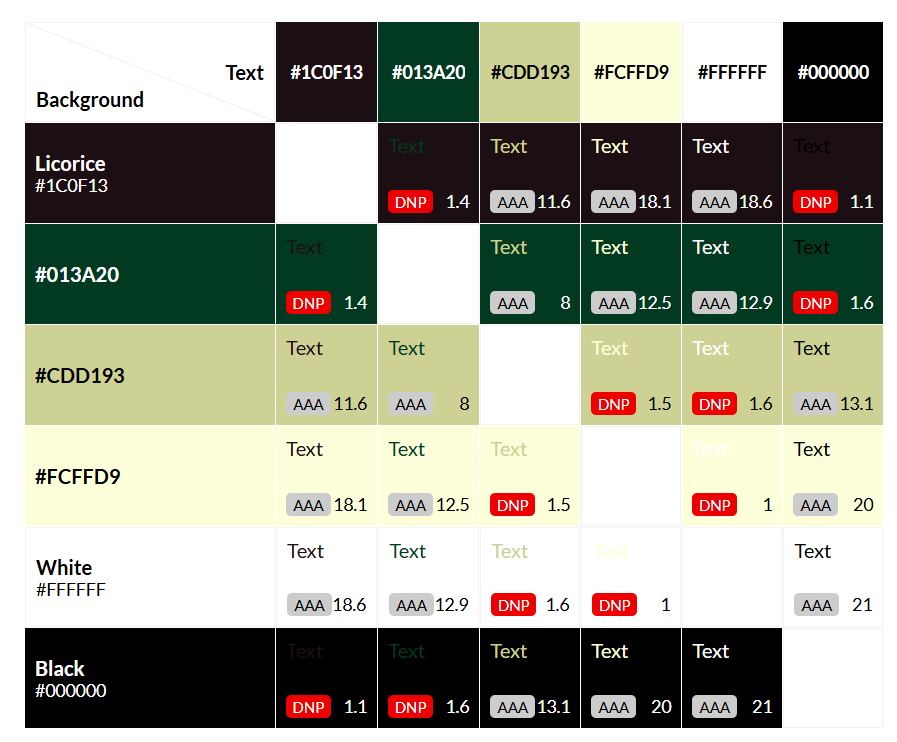 Text #1C0F13 #013A20 #CDD193 #FCFFD9 #FFFFFF #000000
Background
Text Text Text Text Text
Licorice
#1C0F13
DNP 1.4 AAA 11.6 AAA 18.1 AAA 18.6 DNP 1.1
Text Text Text Text Text
#013A20
DNP 1.4 AAA 8 AAA 12.5 AAA 12.9 DNP 1.6
Text Text Text Text Text
#CDD193
AAA 11.6 AAA 8 DNP 1.5 DNP 1.6 AAA 13.1
Text Text Text Text Text
#FCFFD9
AAA 18.1 AAA 12.5 DNP 1.5 DNP 1 AAA 20
Text Text Text Text Text
White
#FFFFFF
AAA 18.6 AAA 12.9 DNP 1.6 DNP 1 AAA 21
Text Text Text Text Text
Black
#000000
DNP 1.1 DNP 1.6 AAA 13.1 AAA 20 AAA 21